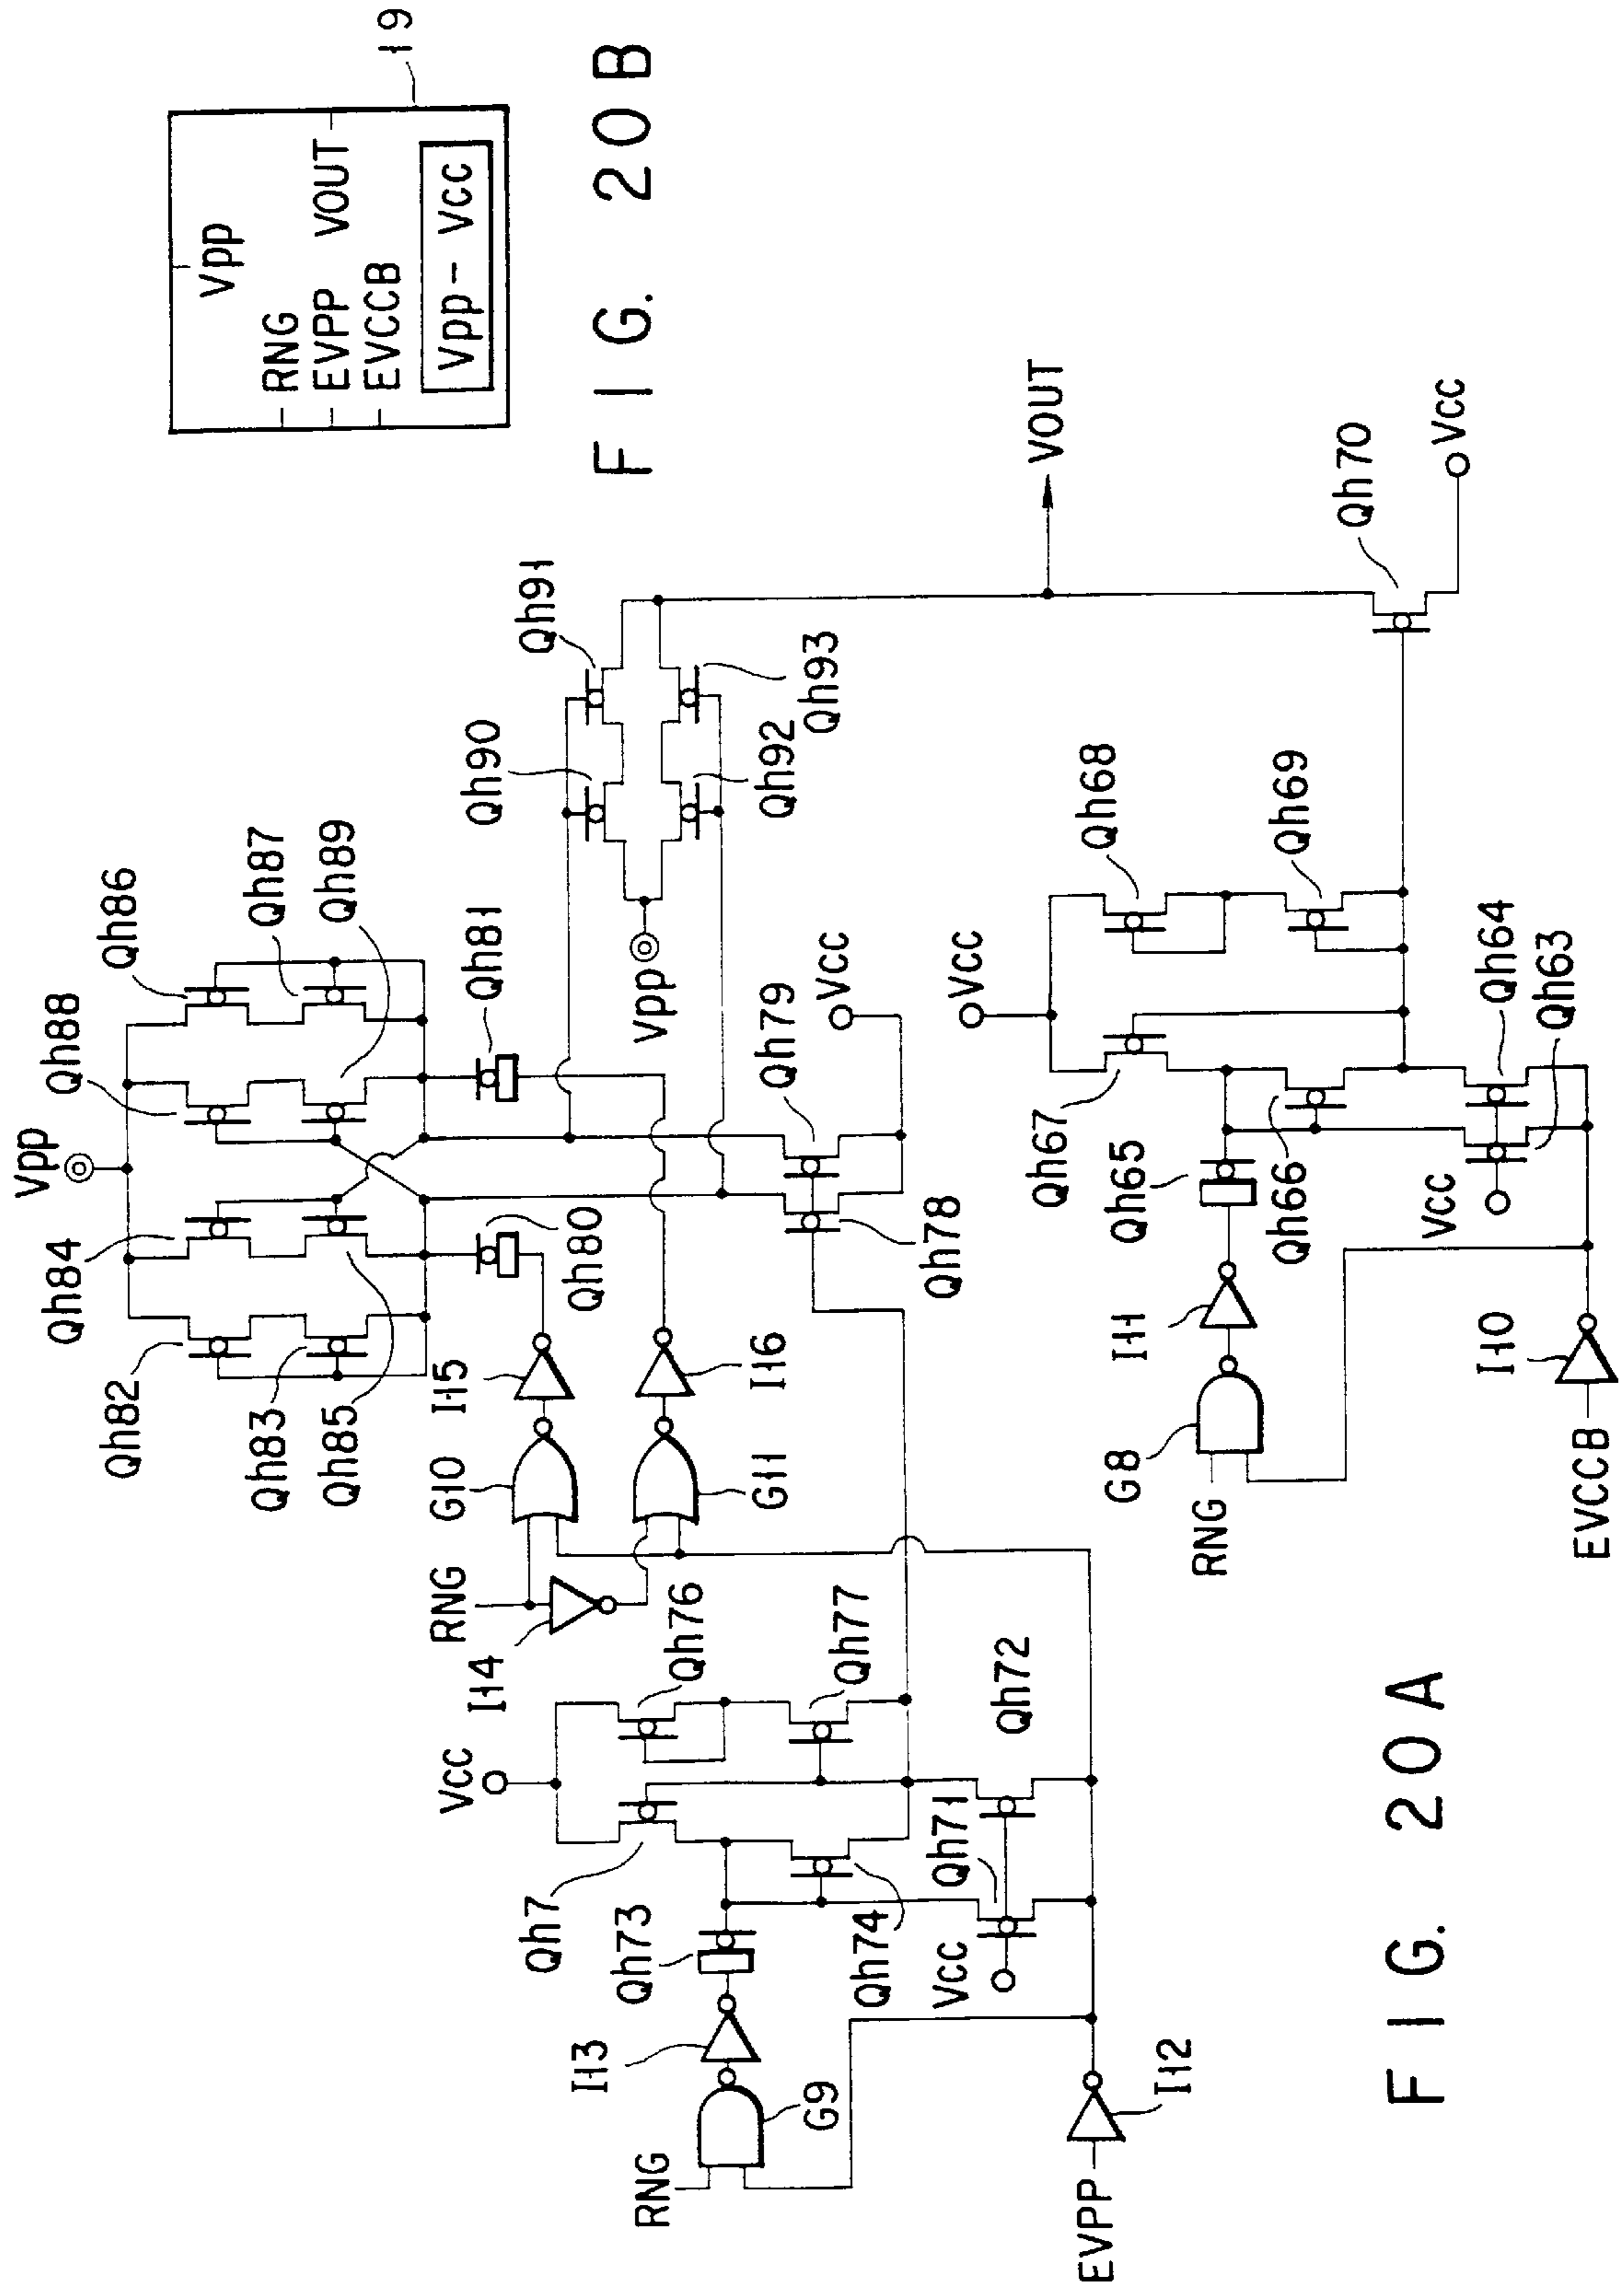 Vpp
RNG
EVPP VOUT
EVCCB
Vpp- Vcc
19
FIG. 20B
Vpp
Qh82
Qh83
Qh85
Qh84
Qh88
Qh86
Qh87
Qh89
Qh81
Qh80
I15
I16
G10
G11
RNG
I14
Qh90
Qh91
Qh92
Qh93
Vpp
VOUT
Vcc
Qh76
Qh77
Qh7
Qh73
Qh74
Qh71
Qh72
Vcc
I13
G9
RNG
EVPP
I12
Qh79
Qh78
Vcc
Vcc
Qh68
Qh69
Qh67
Qh65
Qh66
Qh64
Qh63
Vcc
I11
G8
RNG
I10
EVCCB
Qh70
Vcc
FIG. 20A